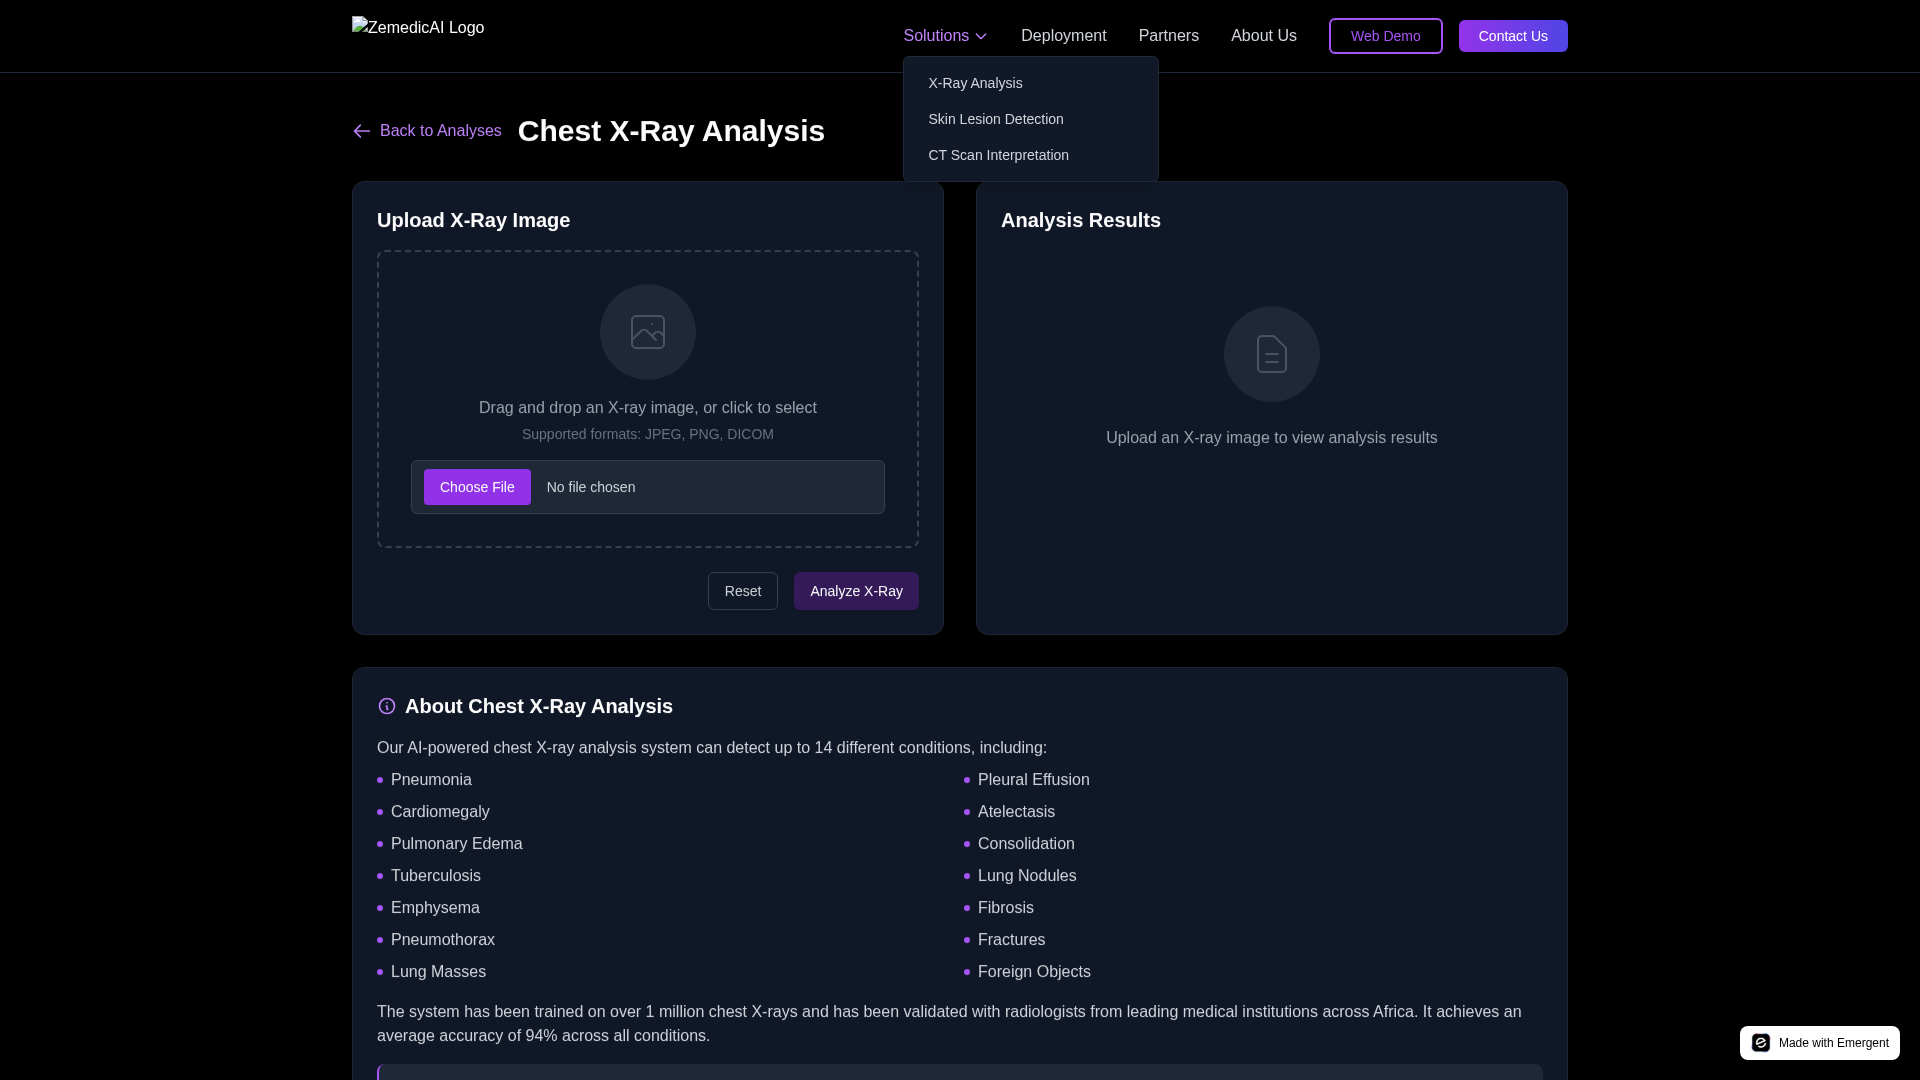 ZemedicAI Logo
Solutions
Deployment
Partners
About Us
Web Demo
Contact Us
X-Ray Analysis
Skin Lesion Detection
CT Scan Interpretation
Back to Analyses
Chest X-Ray Analysis
Upload X-Ray Image
Drag and drop an X-ray image, or click to select
Supported formats: JPEG, PNG, DICOM
Choose File
No file chosen
Reset
Analyze X-Ray
Analysis Results
Upload an X-ray image to view analysis results
About Chest X-Ray Analysis
Our AI-powered chest X-ray analysis system can detect up to 14 different conditions, including:
Pneumonia
Pleural Effusion
Cardiomegaly
Atelectasis
Pulmonary Edema
Consolidation
Tuberculosis
Lung Nodules
Emphysema
Fibrosis
Pneumothorax
Fractures
Lung Masses
Foreign Objects
The system has been trained on over 1 million chest X-rays and has been validated with radiologists from leading medical institutions across Africa. It achieves an
average accuracy of 94% across all conditions.
Made with Emergent